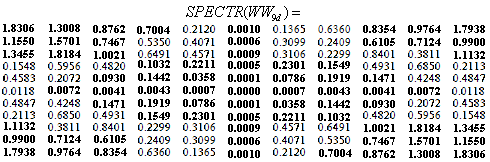 SPECTR(WW9d) =
1.8306 1.3008 0.8762 0.7004 0.2120 0.0010 0.1365 0.6360 0.8354 0.9764 1.7938
1.1550 1.5701 0.7467 0.5350 0.4071 0.0006 0.3099 0.2409 0.6105 0.7124 0.9900
1.3455 1.8184 1.0021 0.6491 0.4571 0.0009 0.3106 0.2299 0.8401 0.3811 1.1132
0.1548 0.5956 0.4820 0.1032 0.2211 0.0005 0.2301 0.1549 0.4931 0.6850 0.2113
0.4583 0.2072 0.0930 0.1442 0.0358 0.0001 0.0786 0.1919 0.1471 0.4248 0.4847
0.0118 0.0072 0.0041 0.0043 0.0007 0.0000 0.0007 0.0043 0.0041 0.0072 0.0118
0.4847 0.4248 0.1471 0.1919 0.0786 0.0001 0.0358 0.1442 0.0930 0.2072 0.4583
0.2113 0.6850 0.4931 0.1549 0.2301 0.0005 0.2211 0.1032 0.4820 0.5956 0.1548
1.1132 0.3811 0.8401 0.2299 0.3106 0.0009 0.4571 0.6491 1.0021 1.8184 1.3455
0.9900 0.7124 0.6105 0.2409 0.3099 0.0006 0.4071 0.5350 0.7467 1.5701 1.1550
1.7938 0.9764 0.8354 0.6360 0.1365 0.0010 0.2120 0.7004 0.8762 1.3008 1.8306